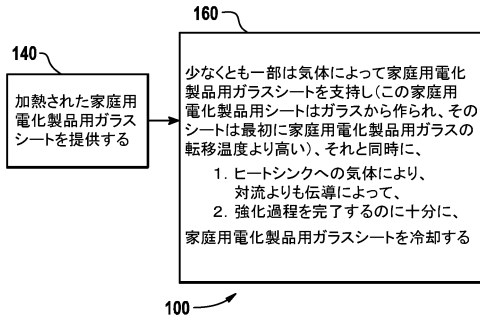 140
加熱された家庭用
電化製品用ガラス
シートを提供する
160
少なくとも一部は気体によって家庭用電化
製品用ガラスシートを支持し(この家庭用
電化製品用シートはガラスから作られ、その
シートは最初に家庭用電化製品用ガラスの
転移温度より高い)、それと同時に、
1. ヒートシンクへの気体により、
対流よりも伝導によって、
2. 強化過程を完了するのに十分に、
家庭用電化製品用ガラスシートを冷却する
100